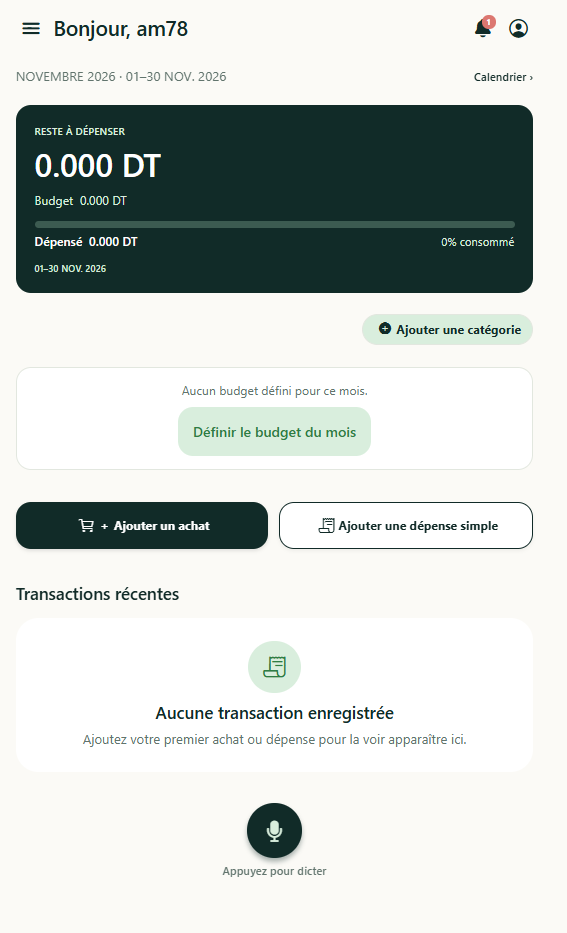 Bonjour, am78
1
NOVEMBRE 2026 · 01–30 NOV. 2026
Calendrier ›
RESTE À DÉPENSER
0.000 DT
Budget 0.000 DT
Dépensé 0.000 DT
0% consommé
01–30 NOV. 2026
Ajouter une catégorie
Aucun budget défini pour ce mois.
Définir le budget du mois
+ Ajouter un achat
Ajouter une dépense simple
Transactions récentes
Aucune transaction enregistrée
Ajoutez votre premier achat ou dépense pour la voir apparaître ici.
Appuyez pour dicter